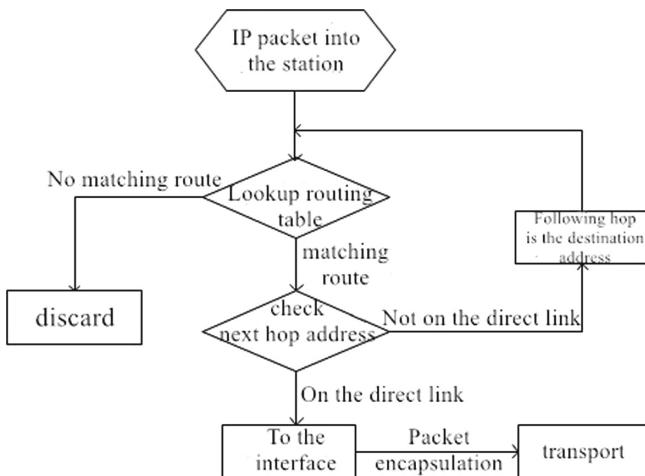 IP packet into
the station
No matching route
Lookup routing
table
Following hop
is the destination
address
matching
route
discard
check
next hop address
Not on the direct link
On the direct link
To the
interface
Packet
encapsulation
transport